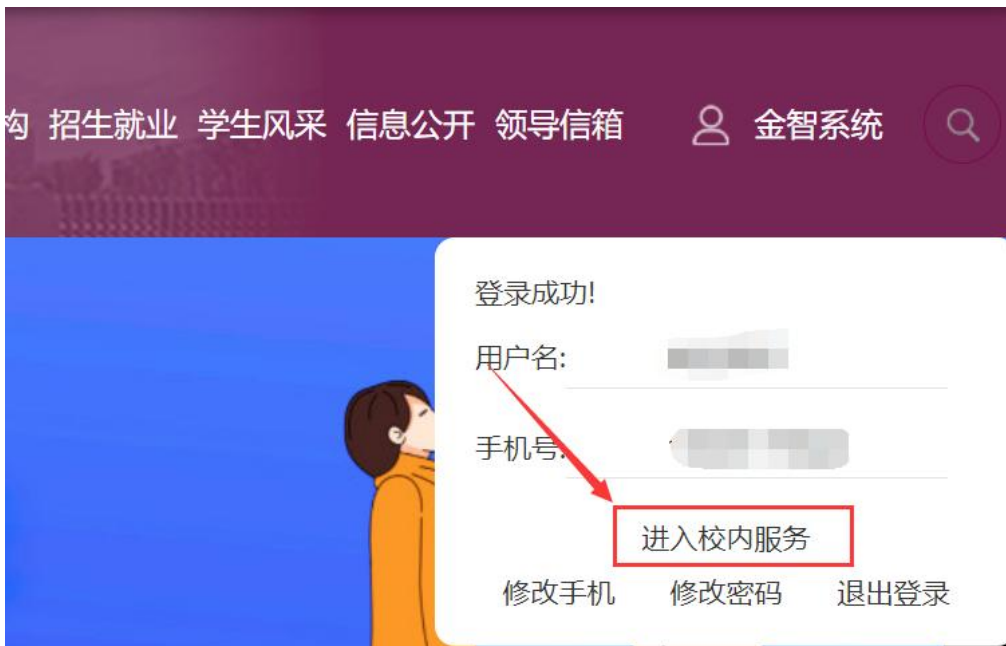 构 招生就业 学生风采 信息公开 领导信箱 金智系统
登录成功!
用户名:
手机号:
进入校内服务
修改手机 修改密码 退出登录